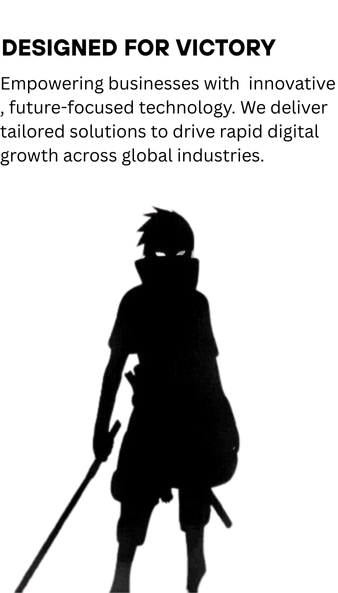 DESIGNED FOR VICTORY
Empowering businesses with  innovative
, future-focused technology. We deliver
tailored solutions to drive rapid digital
growth across global industries.